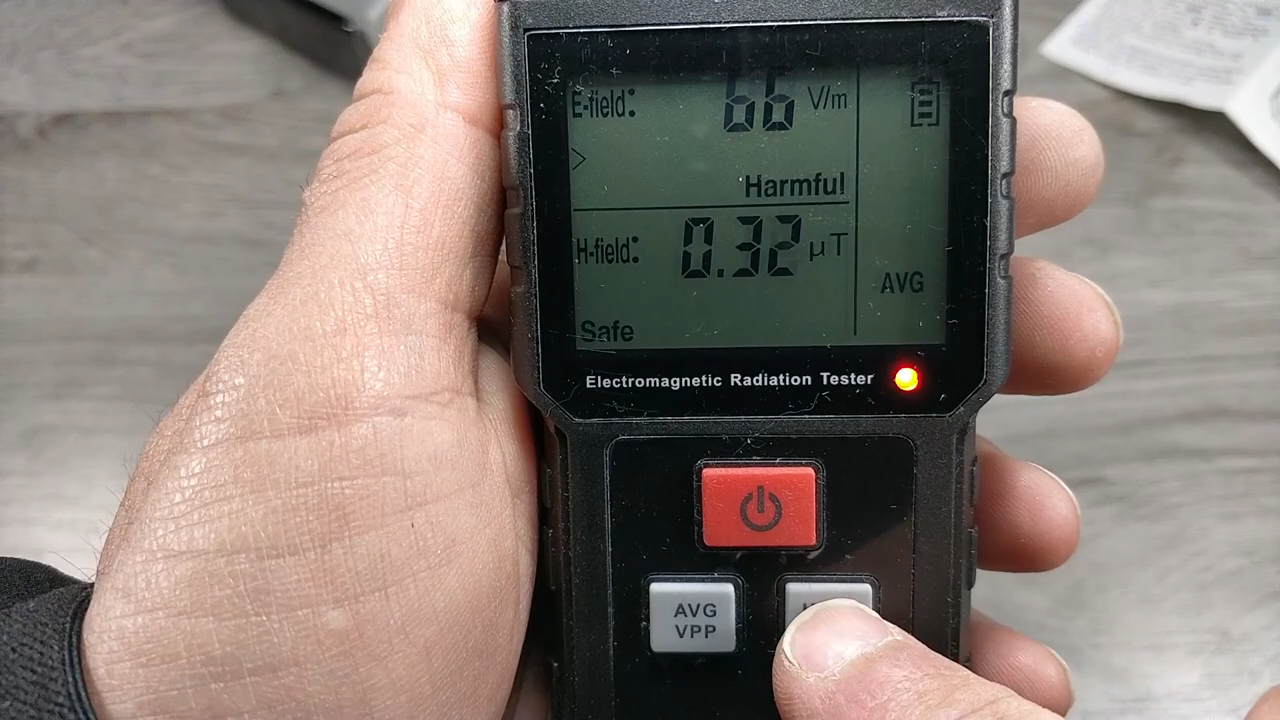 E-field: 66 V/m
>
Harmful
H-field: 0.32 µT
AVG
Safe
Electromagnetic Radiation Tester
AVG
VPP